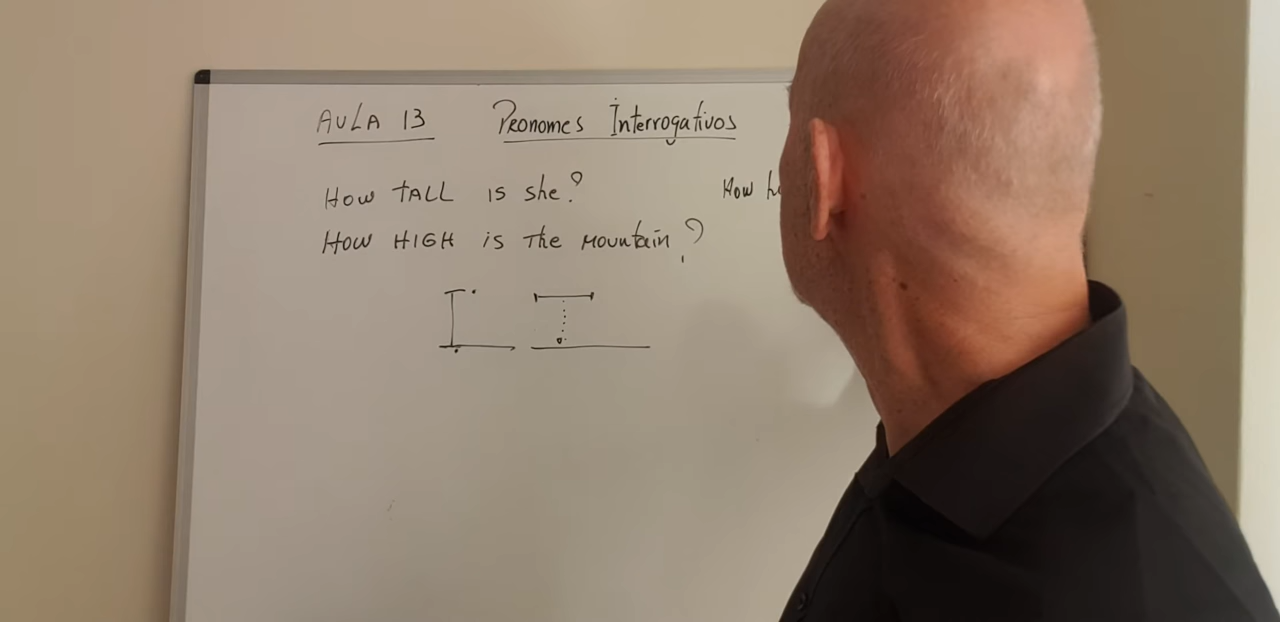 AULA 13 Pronomes Interrogativos
How TALL is she? How
How HIGH is the mountain?